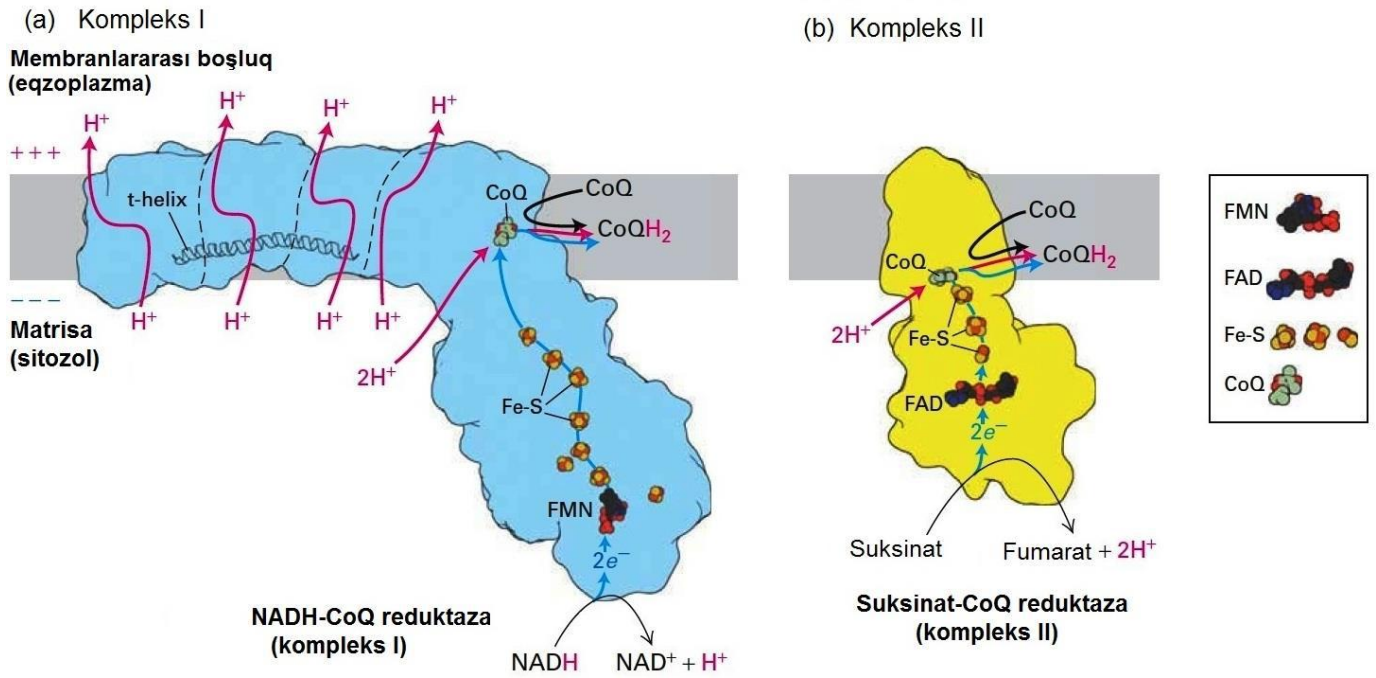 (a) Kompleks I
Membranlararası boşluq
(eqzoplazma)
H⁺
H⁺
H⁺
H⁺
+++
t-helix
CoQ
CoQ
CoQH₂
−−−
Matrisa
(sitozol)
H⁺
H⁺
H⁺
H⁺
2H⁺
Fe-S
FMN
2e⁻
NADH-CoQ reduktaza
(kompleks I)
NADH
NAD⁺ + H⁺
(b) Kompleks II
CoQ
CoQH₂
CoQ
2H⁺
Fe-S
FAD
2e⁻
Suksinat
Fumarat + 2H⁺
Suksinat-CoQ reduktaza
(kompleks II)
FMN
FAD
Fe-S
CoQ